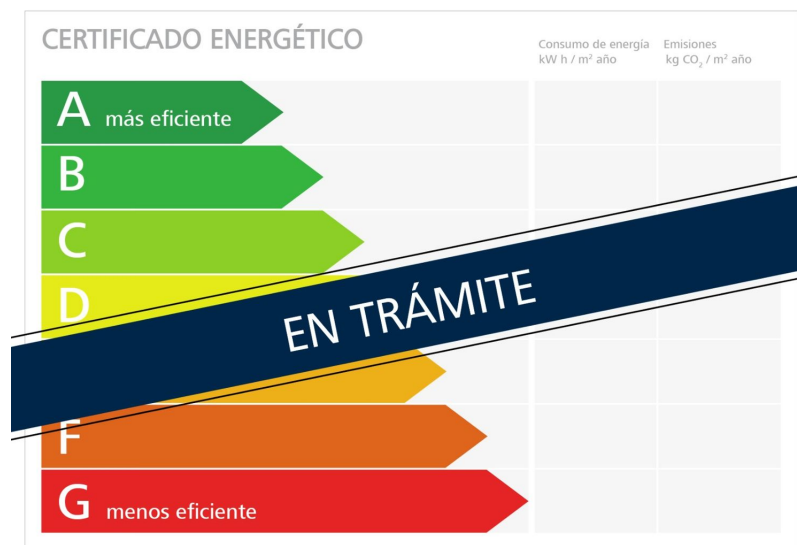 CERTIFICADO ENERGÉTICO
Consumo de energía
kW h / m² año
Emisiones
kg CO₂ / m² año
A más eficiente
B
C
D
EN TRÁMITE
F
G menos eficiente